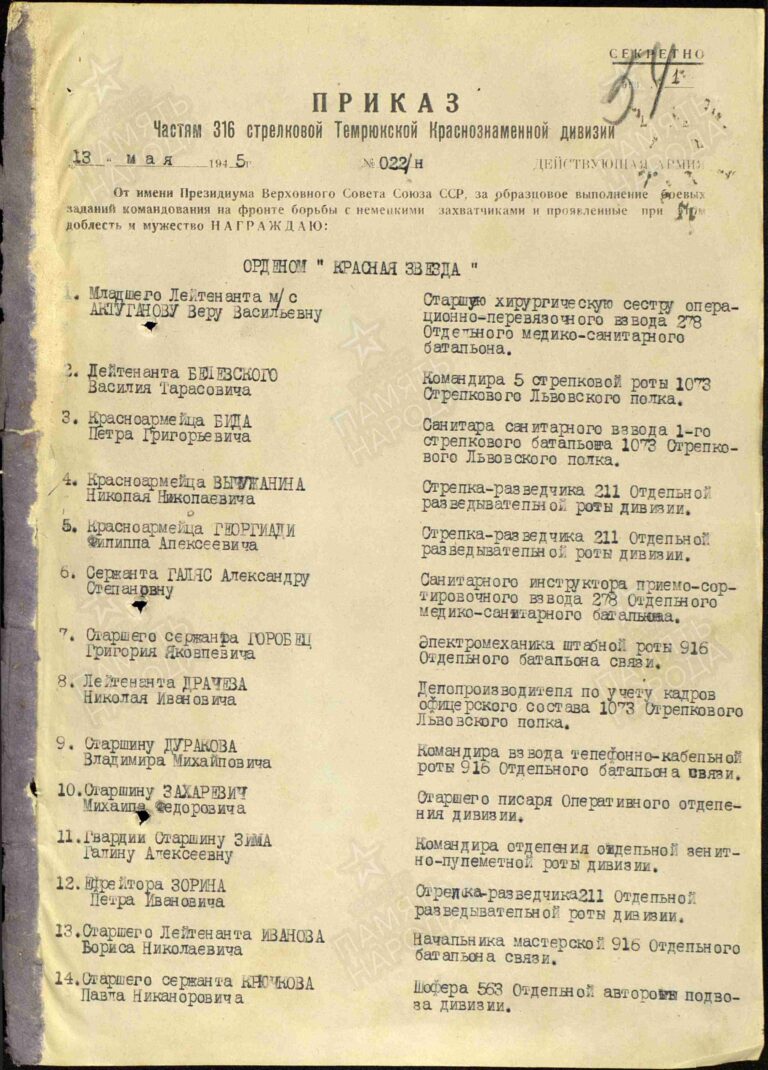 СЕКРЕТНО
54
1
ПРИКАЗ
Частям 316 стрелковой Темрюкской Краснознаменной дивизии
13 " мая 1945г. № 022/н ДЕЙСТВУЮЩАЯ АРМИЯ
От имени Президиума Верховного Совета Союза ССР, за образцовое выполнение боевых
заданий командования на фронте борьбы с немецкими захватчиками и проявленные при этом
доблесть и мужество НАГРАЖДАЮ:
ОРДЕНОМ " КРАСНАЯ ЗВЕЗДА "
1. Младшего Лейтенанта м/с
АКТУГАНОВУ Веру Васильевну
Старшую хирургическую сестру опера-
ционно-перевязочного взвода 278
Отдельного медико-санитарного
батальона.
2. Лейтенанта БЕЛЕВСКОГО
Василия Тарасовича
Командира 5 стрелковой роты 1073
Стрелкового Львовского полка.
3. Красноармейца БИДА
Петра Григорьевича
Санитара санитарного взвода 1-го
стрелкового батальона 1073 Стрелко-
вого Львовского полка.
4. Красноармейца ВЫЧУЖАНИНА
Николая Николаевича
Стрелка-разведчика 211 Отдельной
разведывательной роты дивизии.
5. Красноармейца ГЕОРГИАДИ
Филиппа Алексеевича
Стрелка-разведчика 211 Отдельной
разведывательной роты дивизии.
6. Сержанта ГАЛЯС Александру
Степановну
Санитарного инструктора приемо-сор-
тировочного взвода 278 Отдельного
медико-санитарного батальона.
7. Старшего сержанта ГОРОБЕЦ
Григория Яковлевича
Электромеханика штабной роты 916
Отдельного батальона связи.
8. Лейтенанта ДРАЧЕВА
Николая Ивановича
Делопроизводителя по учету кадров
офицерского состава 1073 Стрелкового
Львовского полка.
9. Старшину ДУРАКОВА
Владимира Михайловича
Командира взвода телефонно-кабельной
роты 916 Отдельного батальона связи.
10. Старшину ЗАХАРЕВИЧ
Михаила Федоровича
Старшего писаря Оперативного отделе-
ния дивизии.
11. Гвардии Старшину ЗИМА
Галину Алексеевну
Командира отделения отдельной зенит-
но-пулеметной роты дивизии.
12. Ефрейтора ЗОРИНА
Петра Ивановича
Стрелка-разведчика211 Отдельной
разведывательной роты дивизии.
13. Старшего Лейтенанта ИВАНОВА
Бориса Николаевича
Начальника мастерской 916 Отдельного
батальона связи.
14. Старшего сержанта КРЮЧКОВА
Павла Никаноровича
Шофера 563 Отдельной автороты подво-
за дивизии.
ПАМЯТЬ
НАРОДА